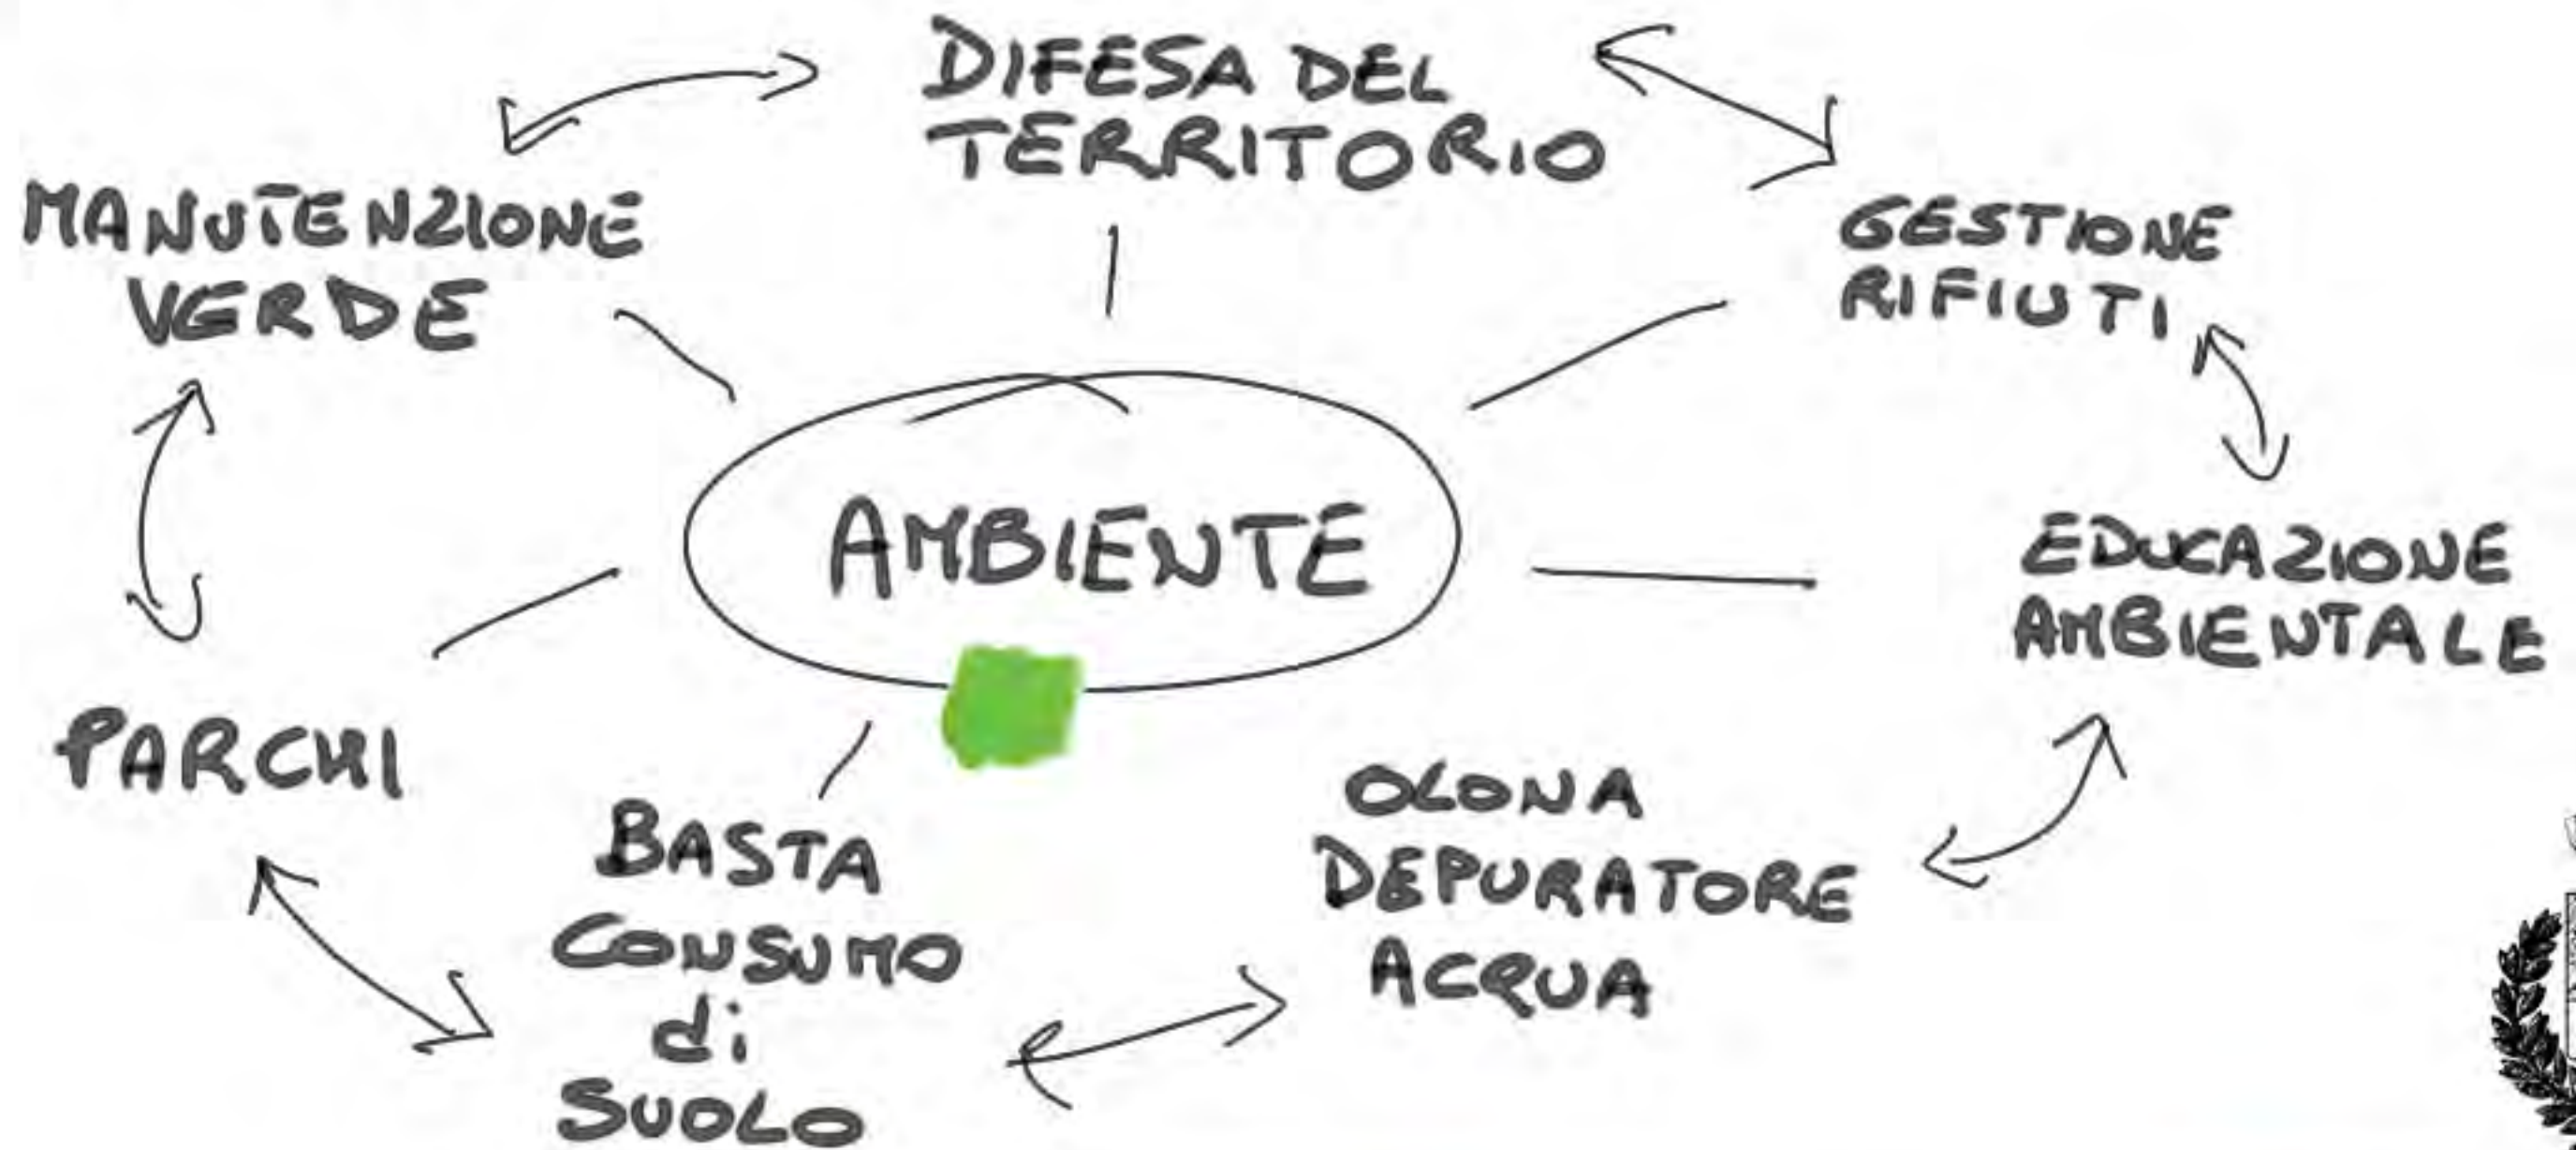 DIFESA DEL
TERRITORIO
MANUTENZIONE
VERDE
GESTIONE
RIFIUTI
AMBIENTE
EDUCAZIONE
AMBIENTALE
PARCHI
BASTA
CONSUMO
di
SUOLO
OLONA
DEPURATORE
ACQUA